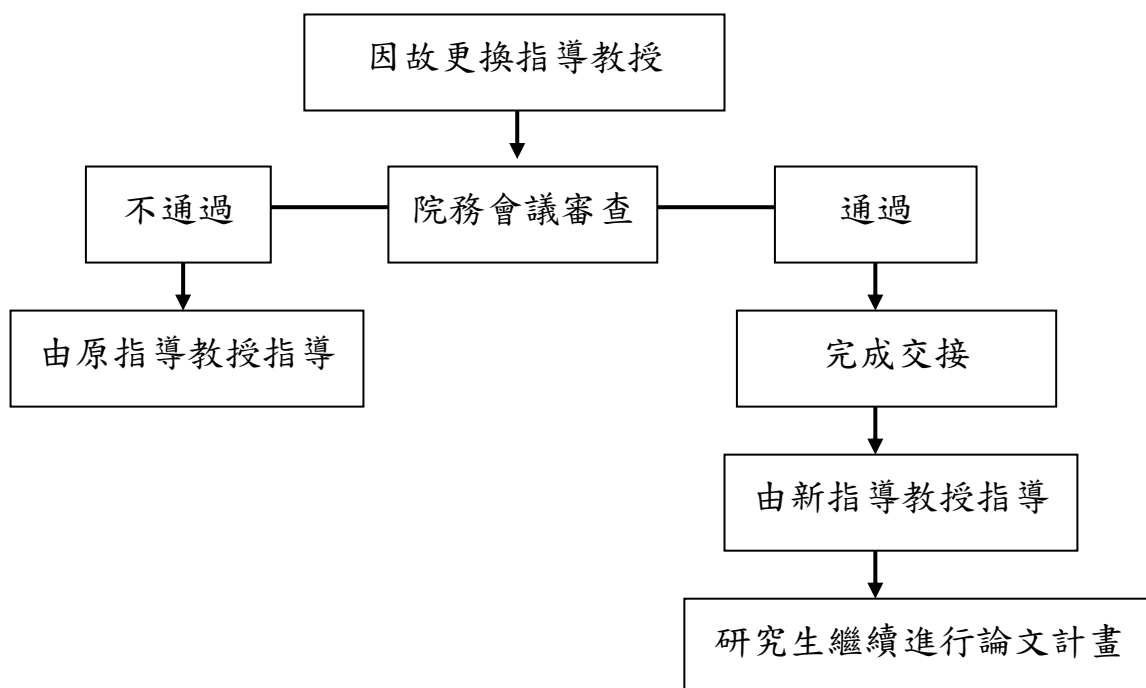 因故更換指導教授
不通過
院務會議審查
通過
由原指導教授指導
完成交接
由新指導教授指導
研究生繼續進行論文計畫